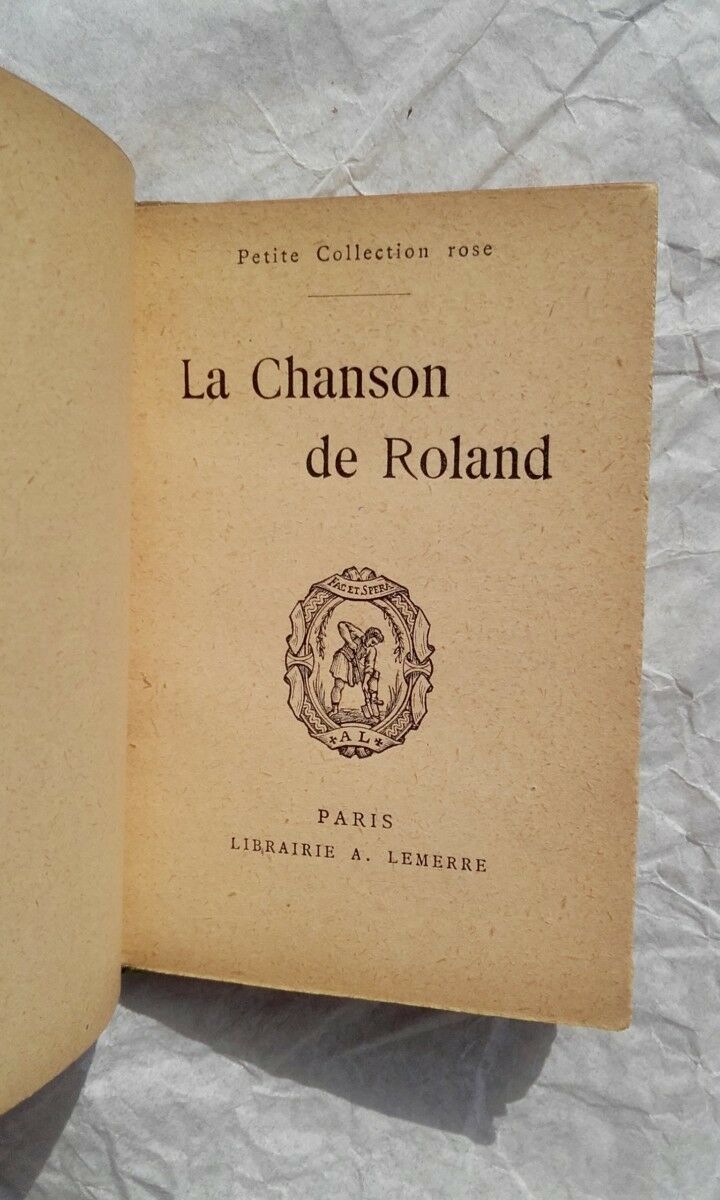 Petite Collection rose
La Chanson
de Roland
FAC ET SPERA
A L
PARIS
LIBRAIRIE A. LEMERRE